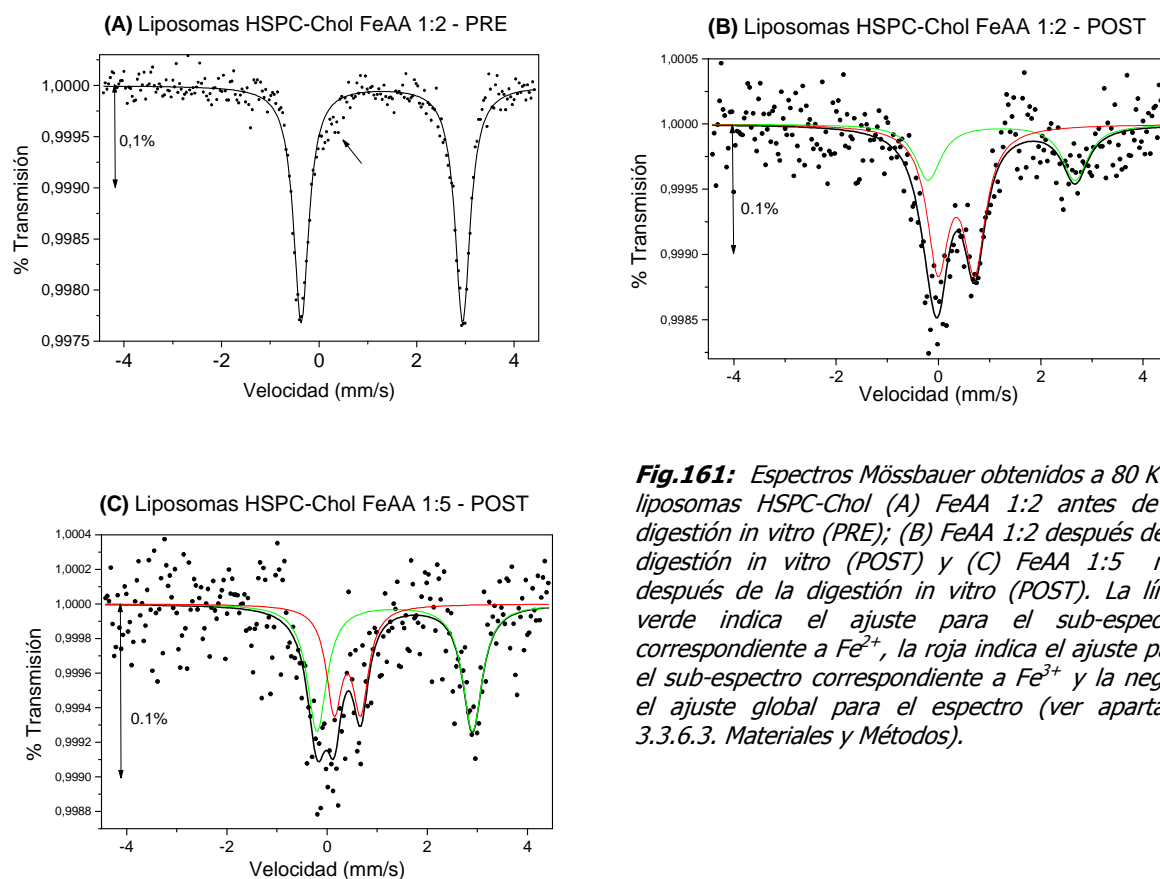 (A) Liposomas HSPC-Chol FeAA 1:2 - PRE
1,0000
0,9995
0,9990
0,9985
0,9980
0,9975
% Transmisión
0,1%
-4
-2
0
2
4
Velocidad (mm/s)
(B) Liposomas HSPC-Chol FeAA 1:2 - POST
1,0005
1,0000
0,9995
0,9990
0,9985
% Transmisión
0.1%
-4
-2
0
2
4
Velocidad (mm/s)
(C) Liposomas HSPC-Chol FeAA 1:5 - POST
1,0004
1,0002
1,0000
0,9998
0,9996
0,9994
0,9992
0,9990
0,9988
% Transmisión
0.1%
-4
-2
0
2
4
Velocidad (mm/s)
Fig.161: Espectros Mössbauer obtenidos a 80 K
liposomas HSPC-Chol (A) FeAA 1:2 antes de
digestión in vitro (PRE); (B) FeAA 1:2 después de
digestión in vitro (POST) y (C) FeAA 1:5
después de la digestión in vitro (POST). La
verde indica el ajuste para el
correspondiente a Fe2+, la roja indica el ajuste
el sub-espectro correspondiente a Fe3+ y la
el ajuste global para el espectro (ver
3.3.6.3. Materiales y Métodos).